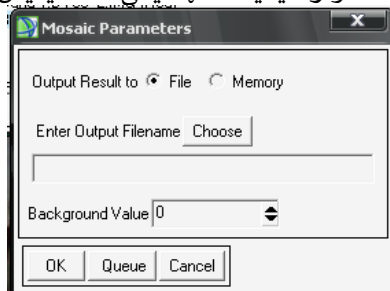 Mosaic Parameters
Output Result to File Memory
Enter Output Filename Choose
Background Value 0
OK Queue Cancel